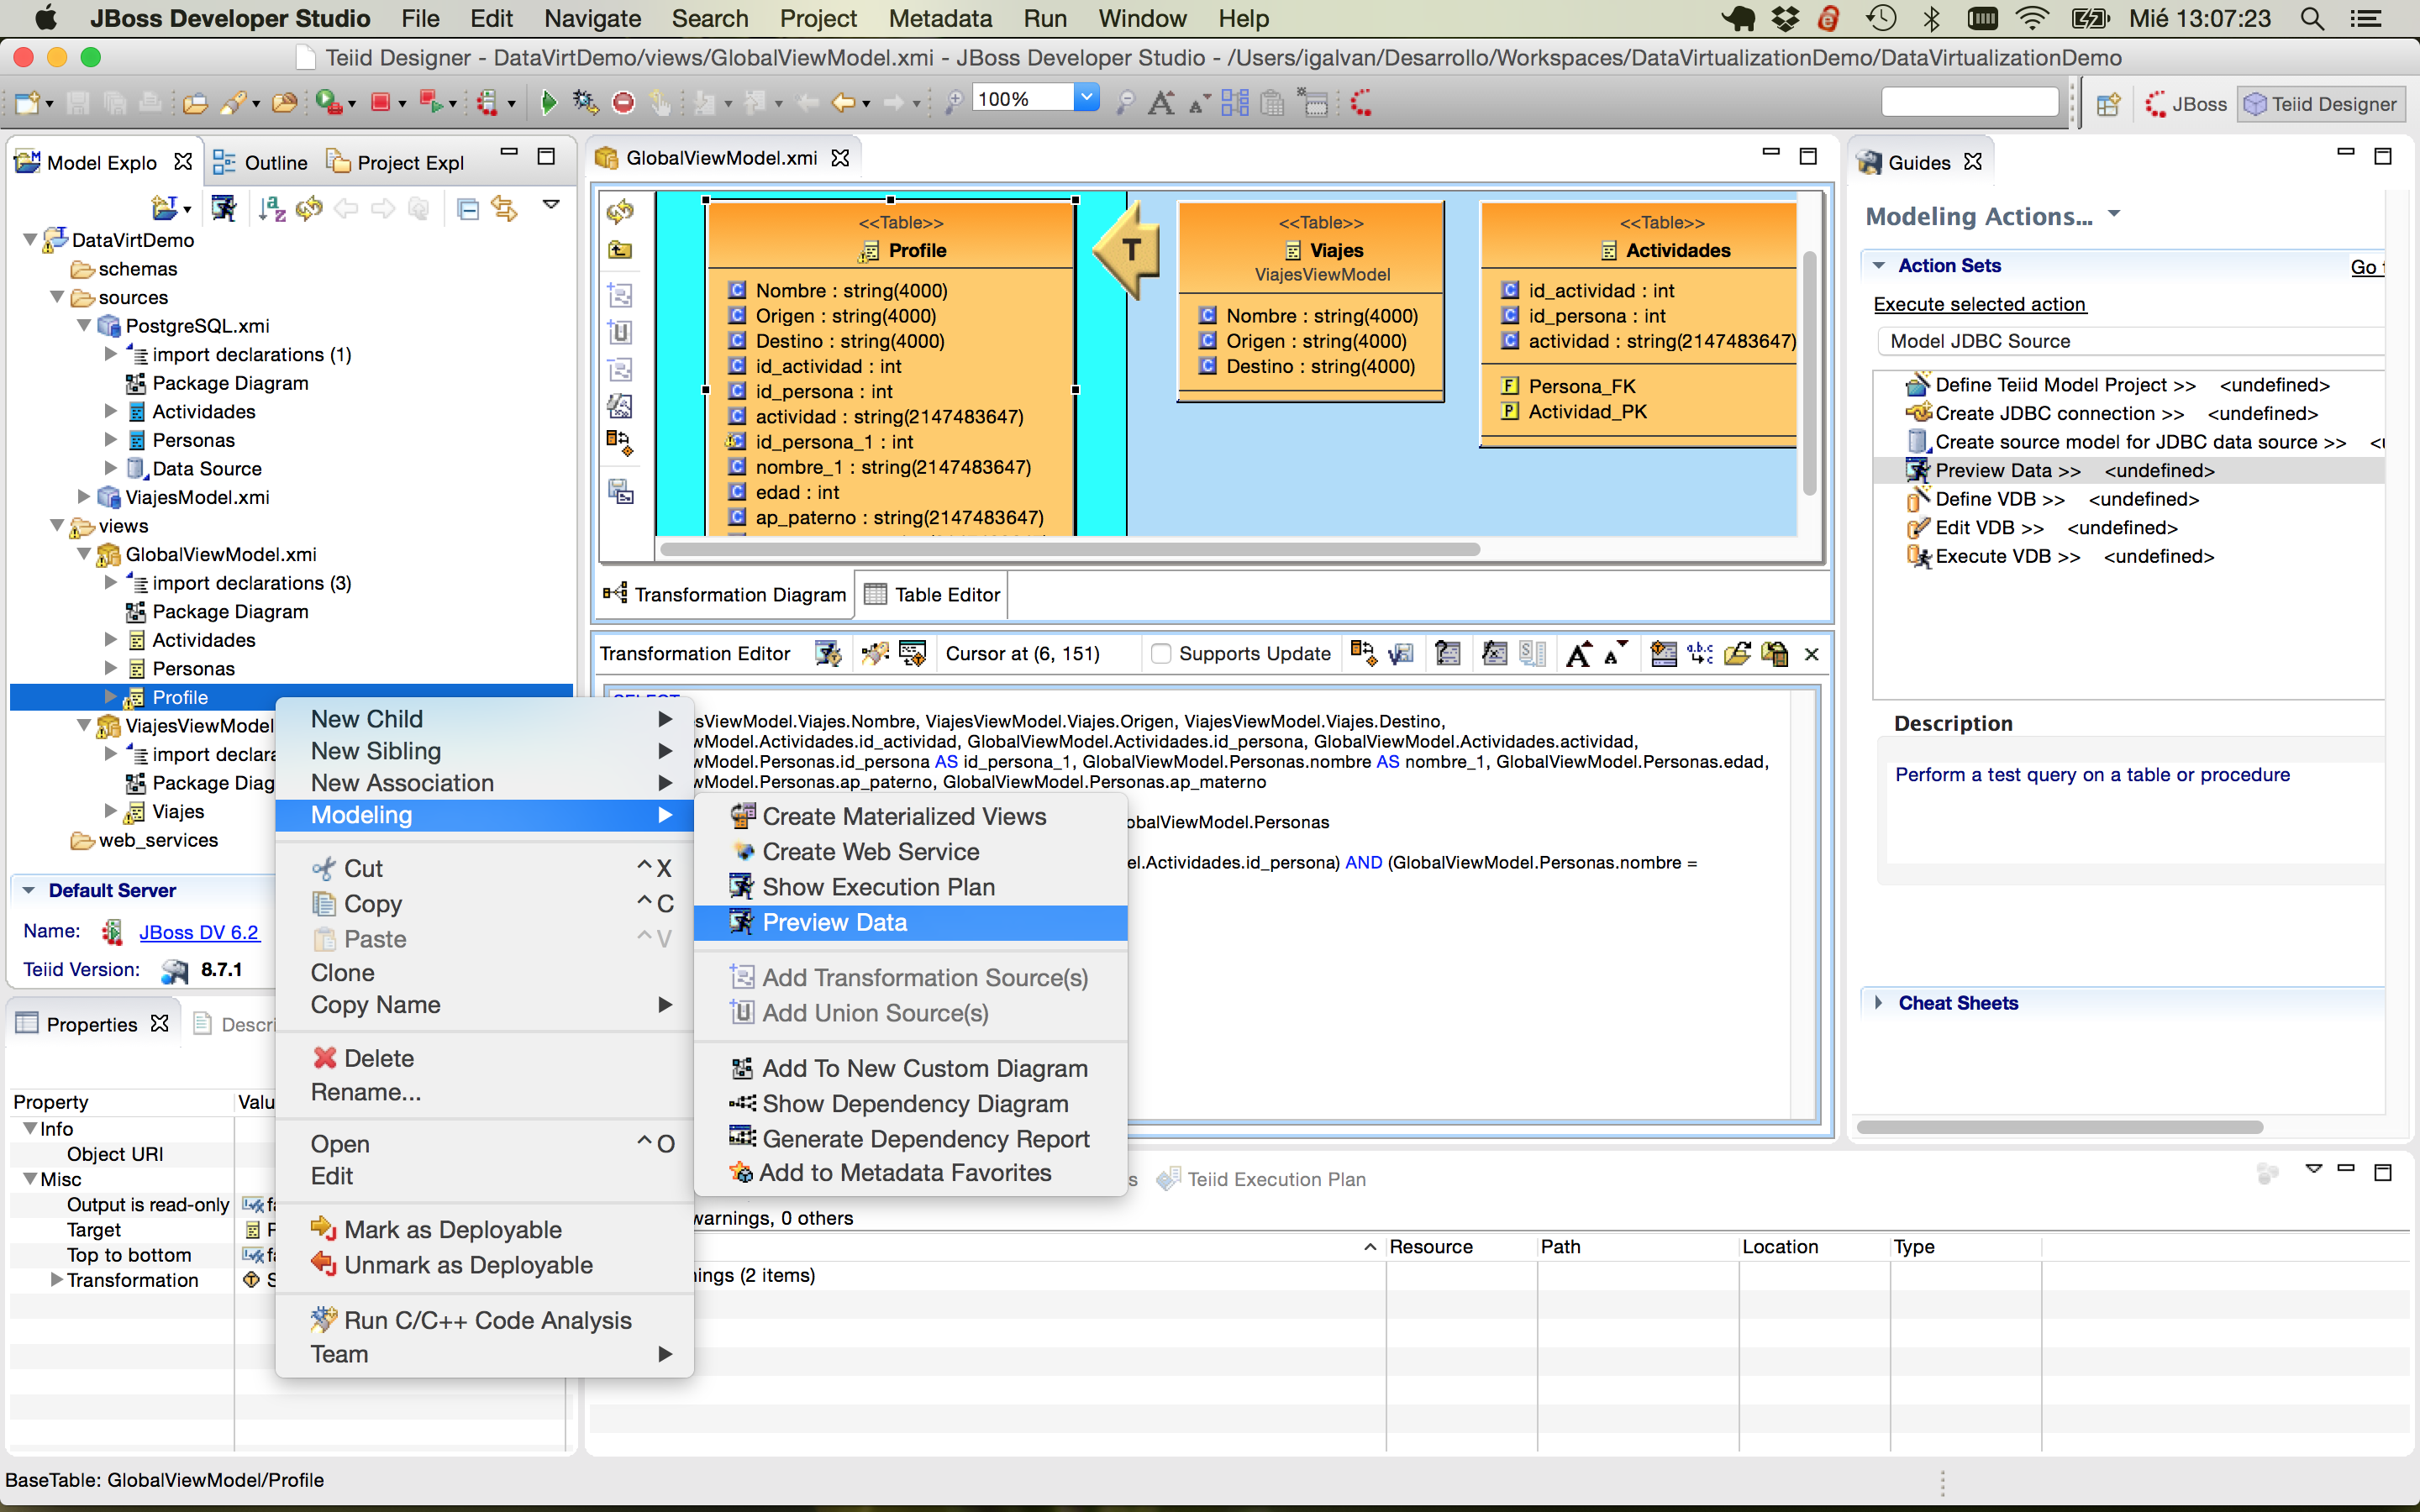 JBoss Developer Studio File Edit Navigate Search Project Metadata Run Window Help Mié 13:07:23
Teiid Designer - DataVirtDemo/views/GlobalViewModel.xmi - JBoss Developer Studio - /Users/igalvan/Desarrollo/Workspaces/DataVirtualizationDemo/DataVirtualizationDemo
100% JBoss Teiid Designer
Model Explo Outline Project Expl
DataVirtDemo
schemas
sources
PostgreSQL.xmi
import declarations (1)
Package Diagram
Actividades
Personas
Data Source
ViajesModel.xmi
views
GlobalViewModel.xmi
import declarations (3)
Package Diagram
Actividades
Personas
Profile
ViajesViewModel
import declara
Package Diag
Viajes
web_services
Default Server
Name: JBoss DV 6.2
Teiid Version: 8.7.1
Properties Descri
Property Valu
Info
Object URI
Misc
Output is read-only
Target
Top to bottom
Transformation
New Child
New Sibling
New Association
Modeling
Cut ^X
Copy ^C
Paste ^V
Clone
Copy Name
Delete
Rename...
Open ^O
Edit
Mark as Deployable
Unmark as Deployable
Run C/C++ Code Analysis
Team
Create Materialized Views
Create Web Service
Show Execution Plan
Preview Data
Add Transformation Source(s)
Add Union Source(s)
Add To New Custom Diagram
Show Dependency Diagram
Generate Dependency Report
Add to Metadata Favorites
GlobalViewModel.xmi
<<Table>>
Profile
Nombre : string(4000)
Origen : string(4000)
Destino : string(4000)
id_actividad : int
id_persona : int
actividad : string(2147483647)
id_persona_1 : int
nombre_1 : string(2147483647)
edad : int
ap_paterno : string(2147483647)
T
<<Table>>
Viajes
ViajesViewModel
Nombre : string(4000)
Origen : string(4000)
Destino : string(4000)
<<Table>>
Actividades
id_actividad : int
id_persona : int
actividad : string(2147483647)
Persona_FK
Actividad_PK
Transformation Diagram Table Editor
Transformation Editor Cursor at (6, 151) Supports Update
SELECT
sViewModel.Viajes.Nombre, ViajesViewModel.Viajes.Origen, ViajesViewModel.Viajes.Destino,
wModel.Actividades.id_actividad, GlobalViewModel.Actividades.id_persona, GlobalViewModel.Actividades.actividad,
wModel.Personas.id_persona AS id_persona_1, GlobalViewModel.Personas.nombre AS nombre_1, GlobalViewModel.Personas.edad,
wModel.Personas.ap_paterno, GlobalViewModel.Personas.ap_materno
obalViewModel.Personas
el.Actividades.id_persona) AND (GlobalViewModel.Personas.nombre =
s Teiid Execution Plan
warnings, 0 others
Resource Path Location Type
ings (2 items)
Guides
Modeling Actions...
Action Sets Go
Execute selected action
Model JDBC Source
Define Teiid Model Project >> <undefined>
Create JDBC connection >> <undefined>
Create source model for JDBC data source >> <u
Preview Data >> <undefined>
Define VDB >> <undefined>
Edit VDB >> <undefined>
Execute VDB >> <undefined>
Description
Perform a test query on a table or procedure
Cheat Sheets
BaseTable: GlobalViewModel/Profile